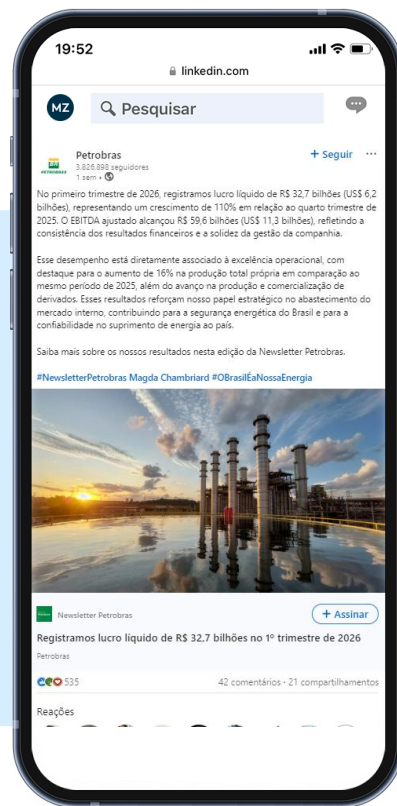 19:52
linkedin.com
MZ
Pesquisar
Petrobras
+ Seguir ...
PETROBRAS
3.826.898 seguidores
1 sem •
No primeiro trimestre de 2026, registramos lucro líquido de R$ 32,7 bilhões (US$ 6,2
bilhões), representando um crescimento de 110% em relação ao quarto trimestre de
2025. O EBITDA ajustado alcançou R$ 59,6 bilhões (US$ 11,3 bilhões), refletindo a
consistência dos resultados financeiros e a solidez da gestão da companhia.
Esse desempenho está diretamente associado à excelência operacional, com
destaque para o aumento de 16% na produção total própria em comparação ao
mesmo período de 2025, além do avanço na produção e comercialização de
derivados. Esses resultados reforçam nosso papel estratégico no abastecimento do
mercado interno, contribuindo para a segurança energética do Brasil e para a
confiabilidade no suprimento de energia ao país.
Saiba mais sobre os nossos resultados nesta edição da Newsletter Petrobras.
#NewsletterPetrobras Magda Chambriard #OBrasilÉaNossaEnergia
Newsletter Petrobras
+ Assinar
Registramos lucro líquido de R$ 32,7 bilhões no 1º trimestre de 2026
Petrobras
535
42 comentários · 21 compartilhamentos
Reações